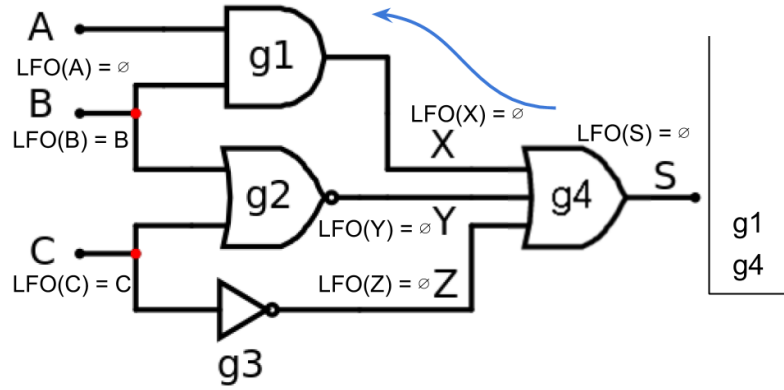 A
LFO(A) = ∅
B
LFO(B) = B
C
LFO(C) = C
g1
g2
g3
LFO(X) = ∅
X
LFO(Y) = ∅ Y
LFO(Z) = ∅ Z
g4
LFO(S) = ∅
S
g1
g4